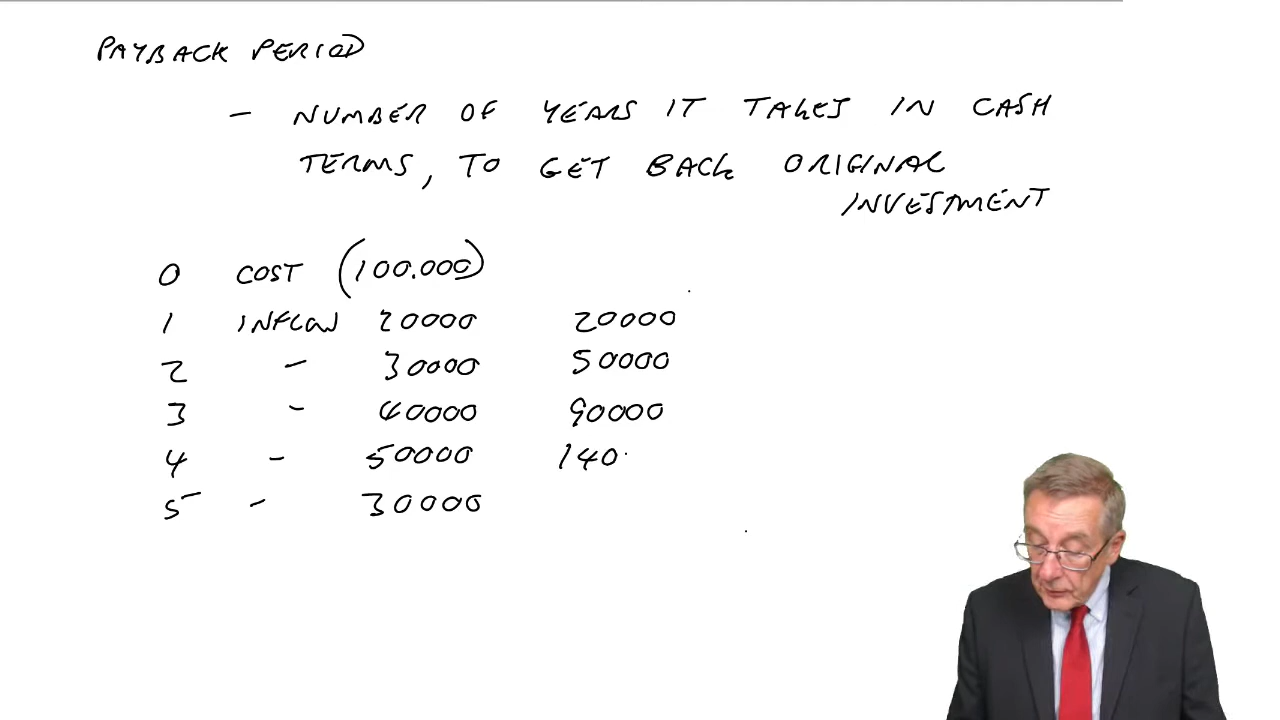 PAYBACK PERIOD
- NUMBER OF YEARS IT TAKES IN CASH
TERMS, TO GET BACK ORIGINAL
INVESTMENT
0 COST (100.000)
1 INFLOW 20000 20000
2 - 30000 50000
3 - 40000 90000
4 - 50000 140
5 - 30000